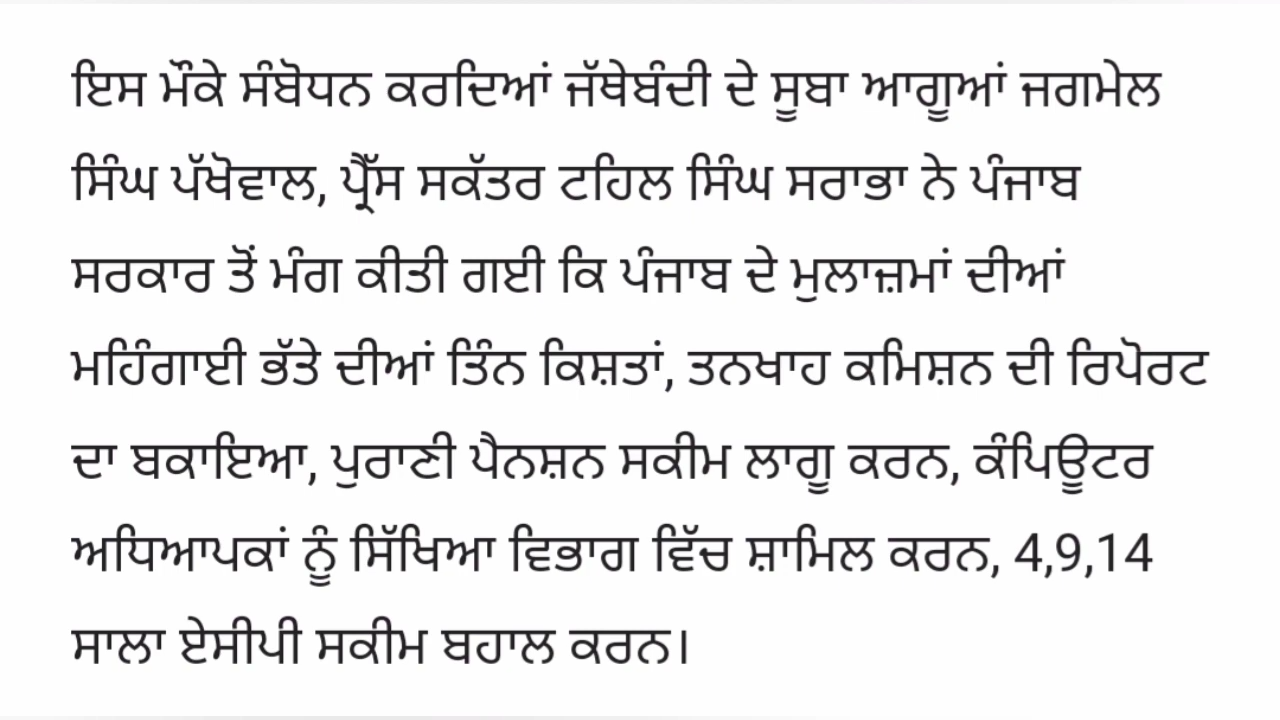 ਇਸ ਮੌਕੇ ਸੰਬੋਧਨ ਕਰਦਿਆਂ ਜੱਥੇਬੰਦੀ ਦੇ ਸੂਬਾ ਆਗੂਆਂ ਜਗਮੇਲ
ਸਿੰਘ ਪੱਖੋਵਾਲ, ਪ੍ਰੈੱਸ ਸਕੱਤਰ ਟਹਿਲ ਸਿੰਘ ਸਰਾਭਾ ਨੇ ਪੰਜਾਬ
ਸਰਕਾਰ ਤੋਂ ਮੰਗ ਕੀਤੀ ਗਈ ਕਿ ਪੰਜਾਬ ਦੇ ਮੁਲਾਜ਼ਮਾਂ ਦੀਆਂ
ਮਹਿੰਗਾਈ ਭੱਤੇ ਦੀਆਂ ਤਿੰਨ ਕਿਸ਼ਤਾਂ, ਤਨਖਾਹ ਕਮਿਸ਼ਨ ਦੀ ਰਿਪੋਰਟ
ਦਾ ਬਕਾਇਆ, ਪੁਰਾਣੀ ਪੈਨਸ਼ਨ ਸਕੀਮ ਲਾਗੂ ਕਰਨ, ਕੰਪਿਊਟਰ
ਅਧਿਆਪਕਾਂ ਨੂੰ ਸਿੱਖਿਆ ਵਿਭਾਗ ਵਿੱਚ ਸ਼ਾਮਿਲ ਕਰਨ, 4,9,14
ਸਾਲਾ ਏਸੀਪੀ ਸਕੀਮ ਬਹਾਲ ਕਰਨ।